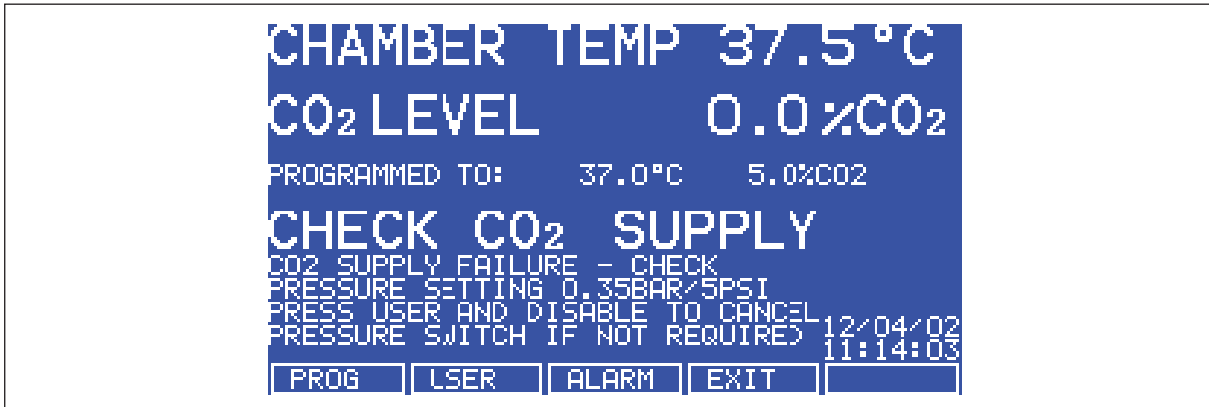 CHAMBER TEMP 37.5°C
CO₂ LEVEL 0.0%CO₂
PROGRAMMED TO: 37.0°C 5.0%CO2
CHECK CO₂ SUPPLY
CO2 SUPPLY FAILURE - CHECK
PRESSURE SETTING 0.35BAR/5PSI
PRESS USER AND DISABLE TO CANCEL
PRESSURE SWITCH IF NOT REQUIRED
12/04/02
11:14:03
PROG USER ALARM EXIT